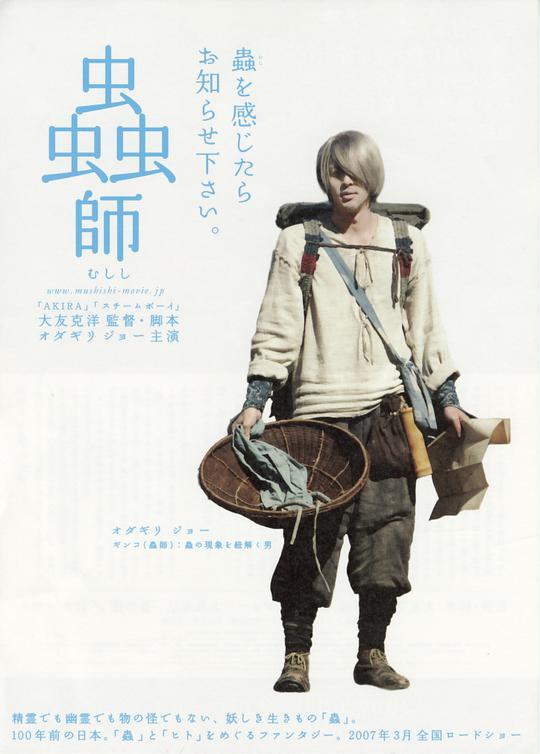 蟲を感じたら
お知らせ下さい。
むし
蟲
師
むしし
www.mushishi-movie.jp
「AKIRA」「スチームボーイ」
大友克洋 監督・脚本
オダギリ ジョー 主演
オダギリ ジョー
ギンコ(蟲師):蟲の現象を紐解く男
精霊でも幽霊でも物の怪でもない、妖しき生きもの「蟲」。
100年前の日本。「蟲」と「ヒト」をめぐるファンタジー。2007年3月 全国ロードショー